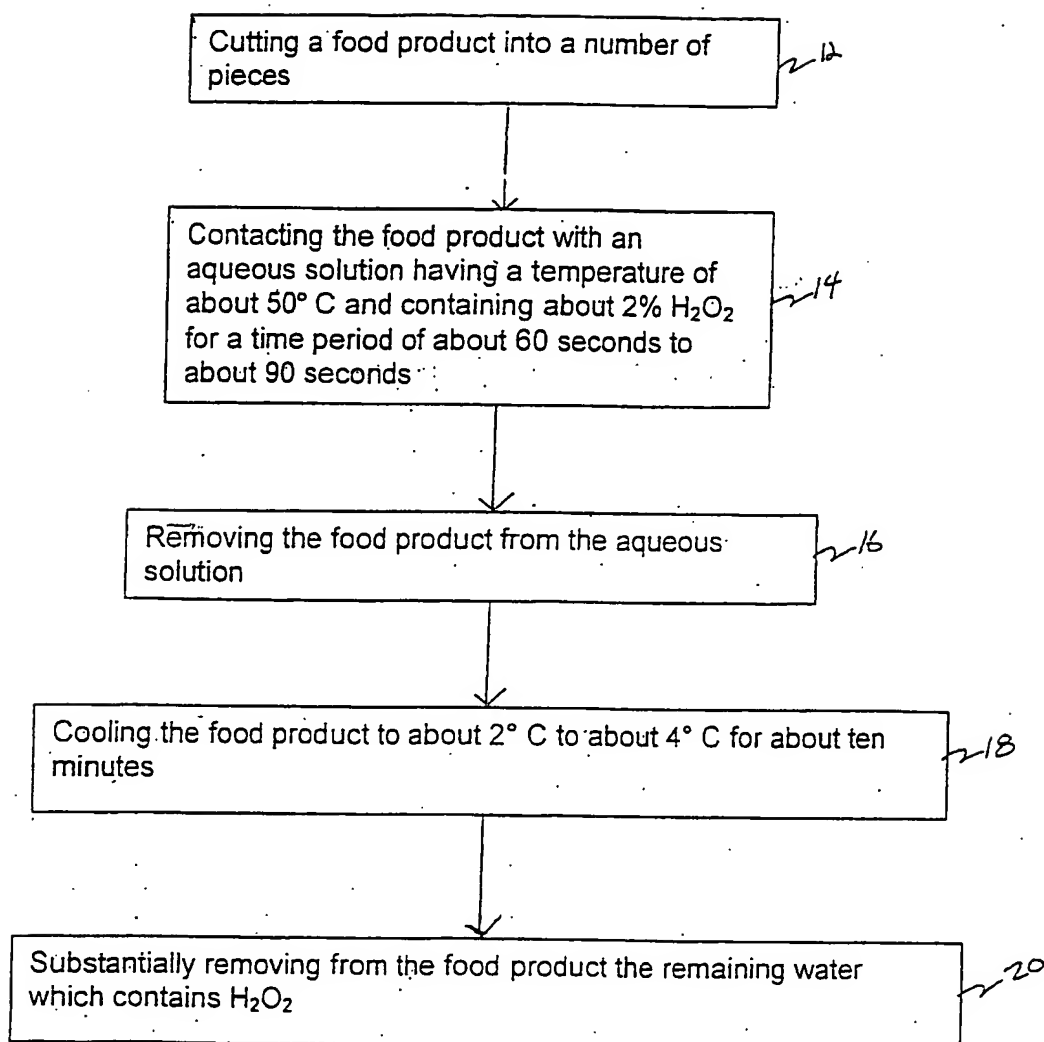 Cutting a food product into a number of
pieces
12
Contacting the food product with an
aqueous solution having a temperature of
about 50° C and containing about 2% H₂O₂
for a time period of about 60 seconds to
about 90 seconds
14
Removing the food product from the aqueous
solution
16
Cooling the food product to about 2° C to about 4° C for about ten
minutes
18
Substantially removing from the food product the remaining water
which contains H₂O₂
20